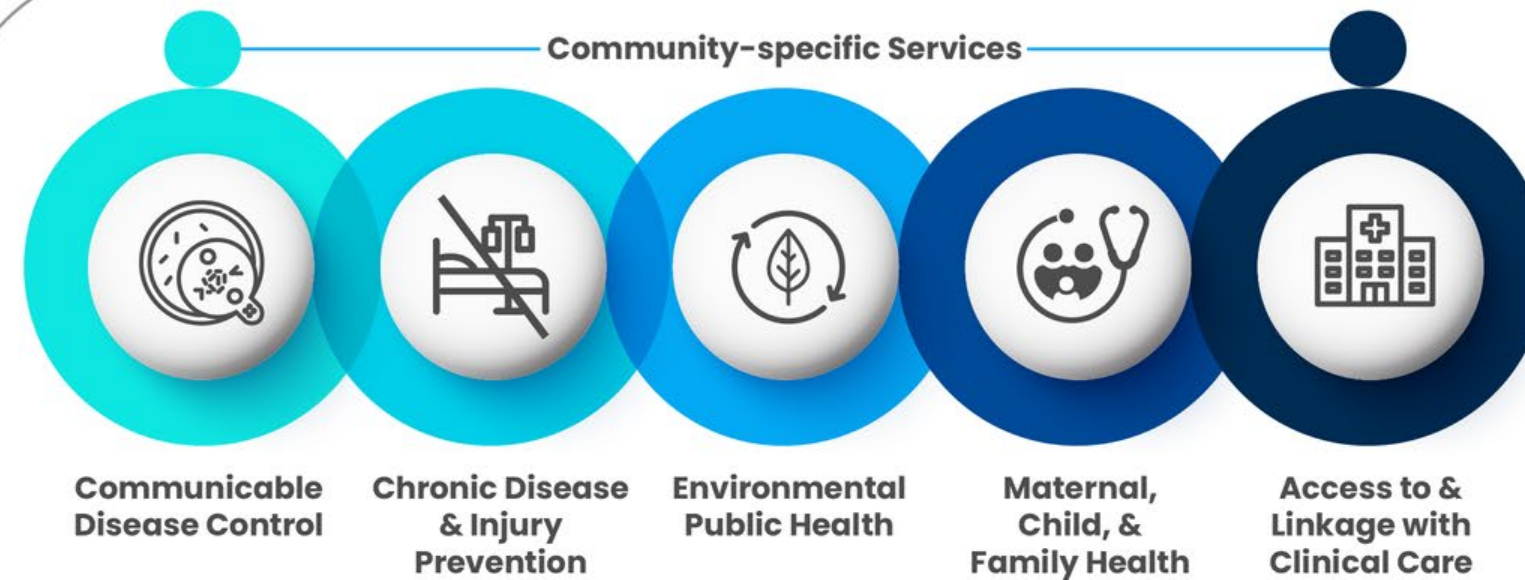 Community-specific Services
Communicable
Disease Control
Chronic Disease
& Injury
Prevention
Environmental
Public Health
Maternal,
Child, &
Family Health
Access to &
Linkage with
Clinical Care